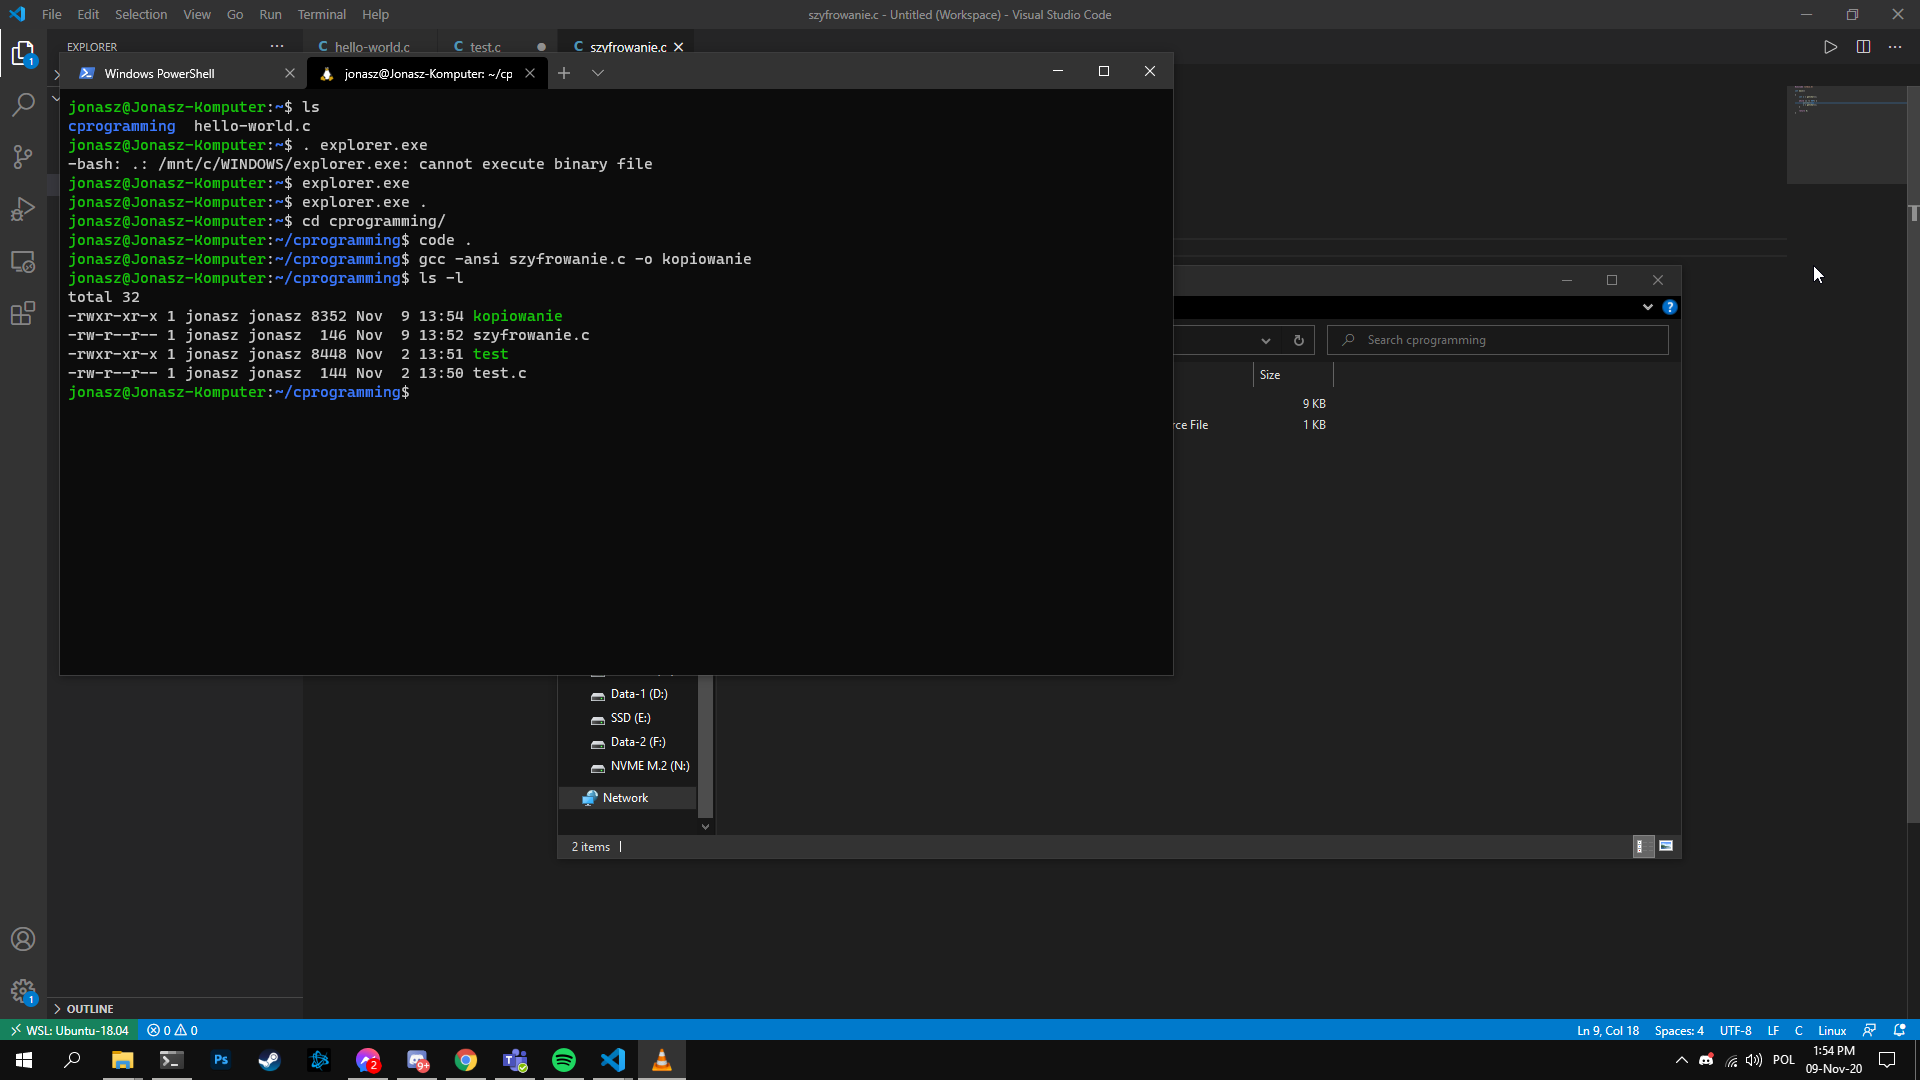 File Edit Selection View Go Run Terminal Help
szyfrowanie.c - Untitled (Workspace) - Visual Studio Code
EXPLORER
hello-world.c
test.c
szyfrowanie.c
Windows PowerShell
jonasz@Jonasz-Komputer: ~/cp
jonasz@Jonasz-Komputer:~$ ls
cprogramming  hello-world.c
jonasz@Jonasz-Komputer:~$ . explorer.exe
-bash: .: /mnt/c/WINDOWS/explorer.exe: cannot execute binary file
jonasz@Jonasz-Komputer:~$ explorer.exe
jonasz@Jonasz-Komputer:~$ explorer.exe .
jonasz@Jonasz-Komputer:~$ cd cprogramming/
jonasz@Jonasz-Komputer:~/cprogramming$ code .
jonasz@Jonasz-Komputer:~/cprogramming$ gcc -ansi szyfrowanie.c -o kopiowanie
jonasz@Jonasz-Komputer:~/cprogramming$ ls -l
total 32
-rwxr-xr-x 1 jonasz jonasz 8352 Nov  9 13:54 kopiowanie
-rw-r--r-- 1 jonasz jonasz  146 Nov  9 13:52 szyfrowanie.c
-rwxr-xr-x 1 jonasz jonasz 8448 Nov  2 13:51 test
-rw-r--r-- 1 jonasz jonasz  144 Nov  2 13:50 test.c
jonasz@Jonasz-Komputer:~/cprogramming$
Search cprogramming
Size
9 KB
rce File 1 KB
Data-1 (D:)
SSD (E:)
Data-2 (F:)
NVME M.2 (N:)
Network
2 items
OUTLINE
WSL: Ubuntu-18.04 0 0
Ln 9, Col 18 Spaces: 4 UTF-8 LF C Linux
1
1
Ps
2
9+
POL
1:54 PM
09-Nov-20